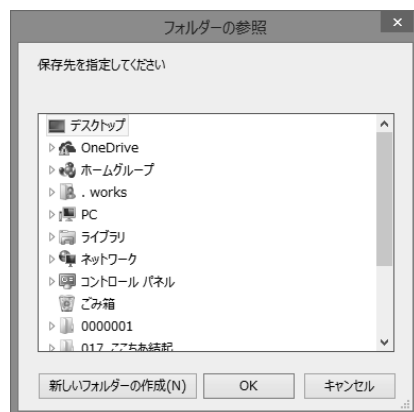 フォルダーの参照
保存先を指定してください
デスクトップ
OneDrive
ホームグループ
. works
PC
ライブラリ
ネットワーク
コントロール パネル
ごみ箱
0000001
017
新しいフォルダーの作成(N)
OK
キャンセル